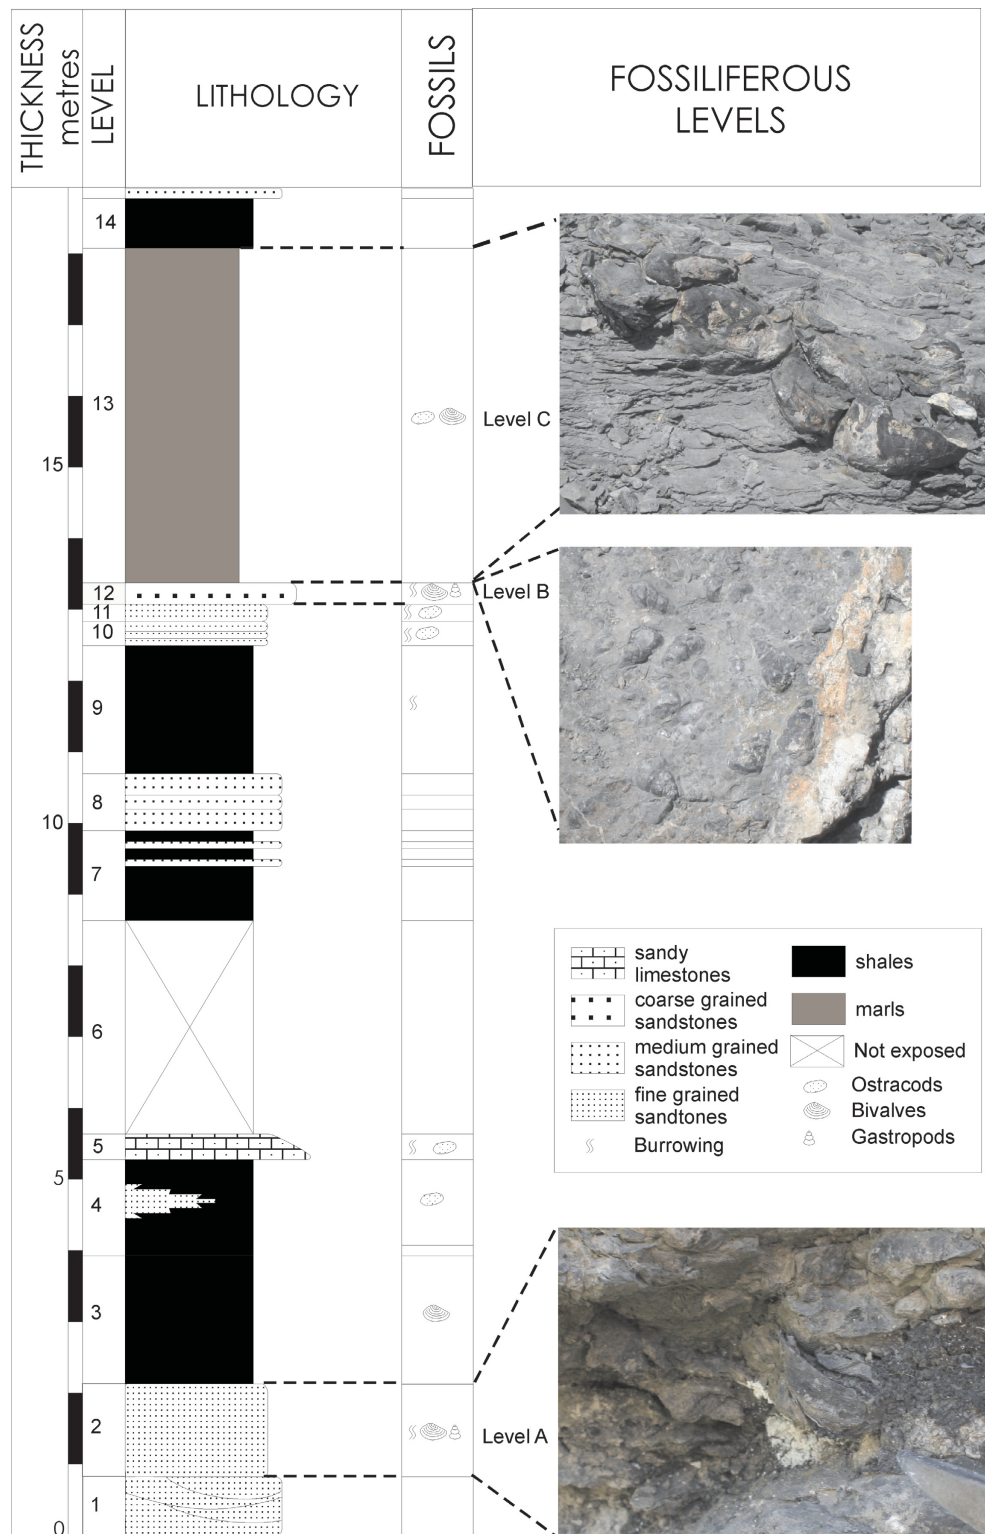 THICKNESS
metres
LEVEL
LITHOLOGY
FOSSILS
FOSSILIFEROUS
LEVELS
14
13
Level C
15
12
Level B
11
10
9
8
10
7
6
5
5
4
3
2
Level A
1
0
sandy
limestones
coarse grained
sandstones
medium grained
sandstones
fine grained
sandtones
Burrowing
shales
marls
Not exposed
Ostracods
Bivalves
Gastropods